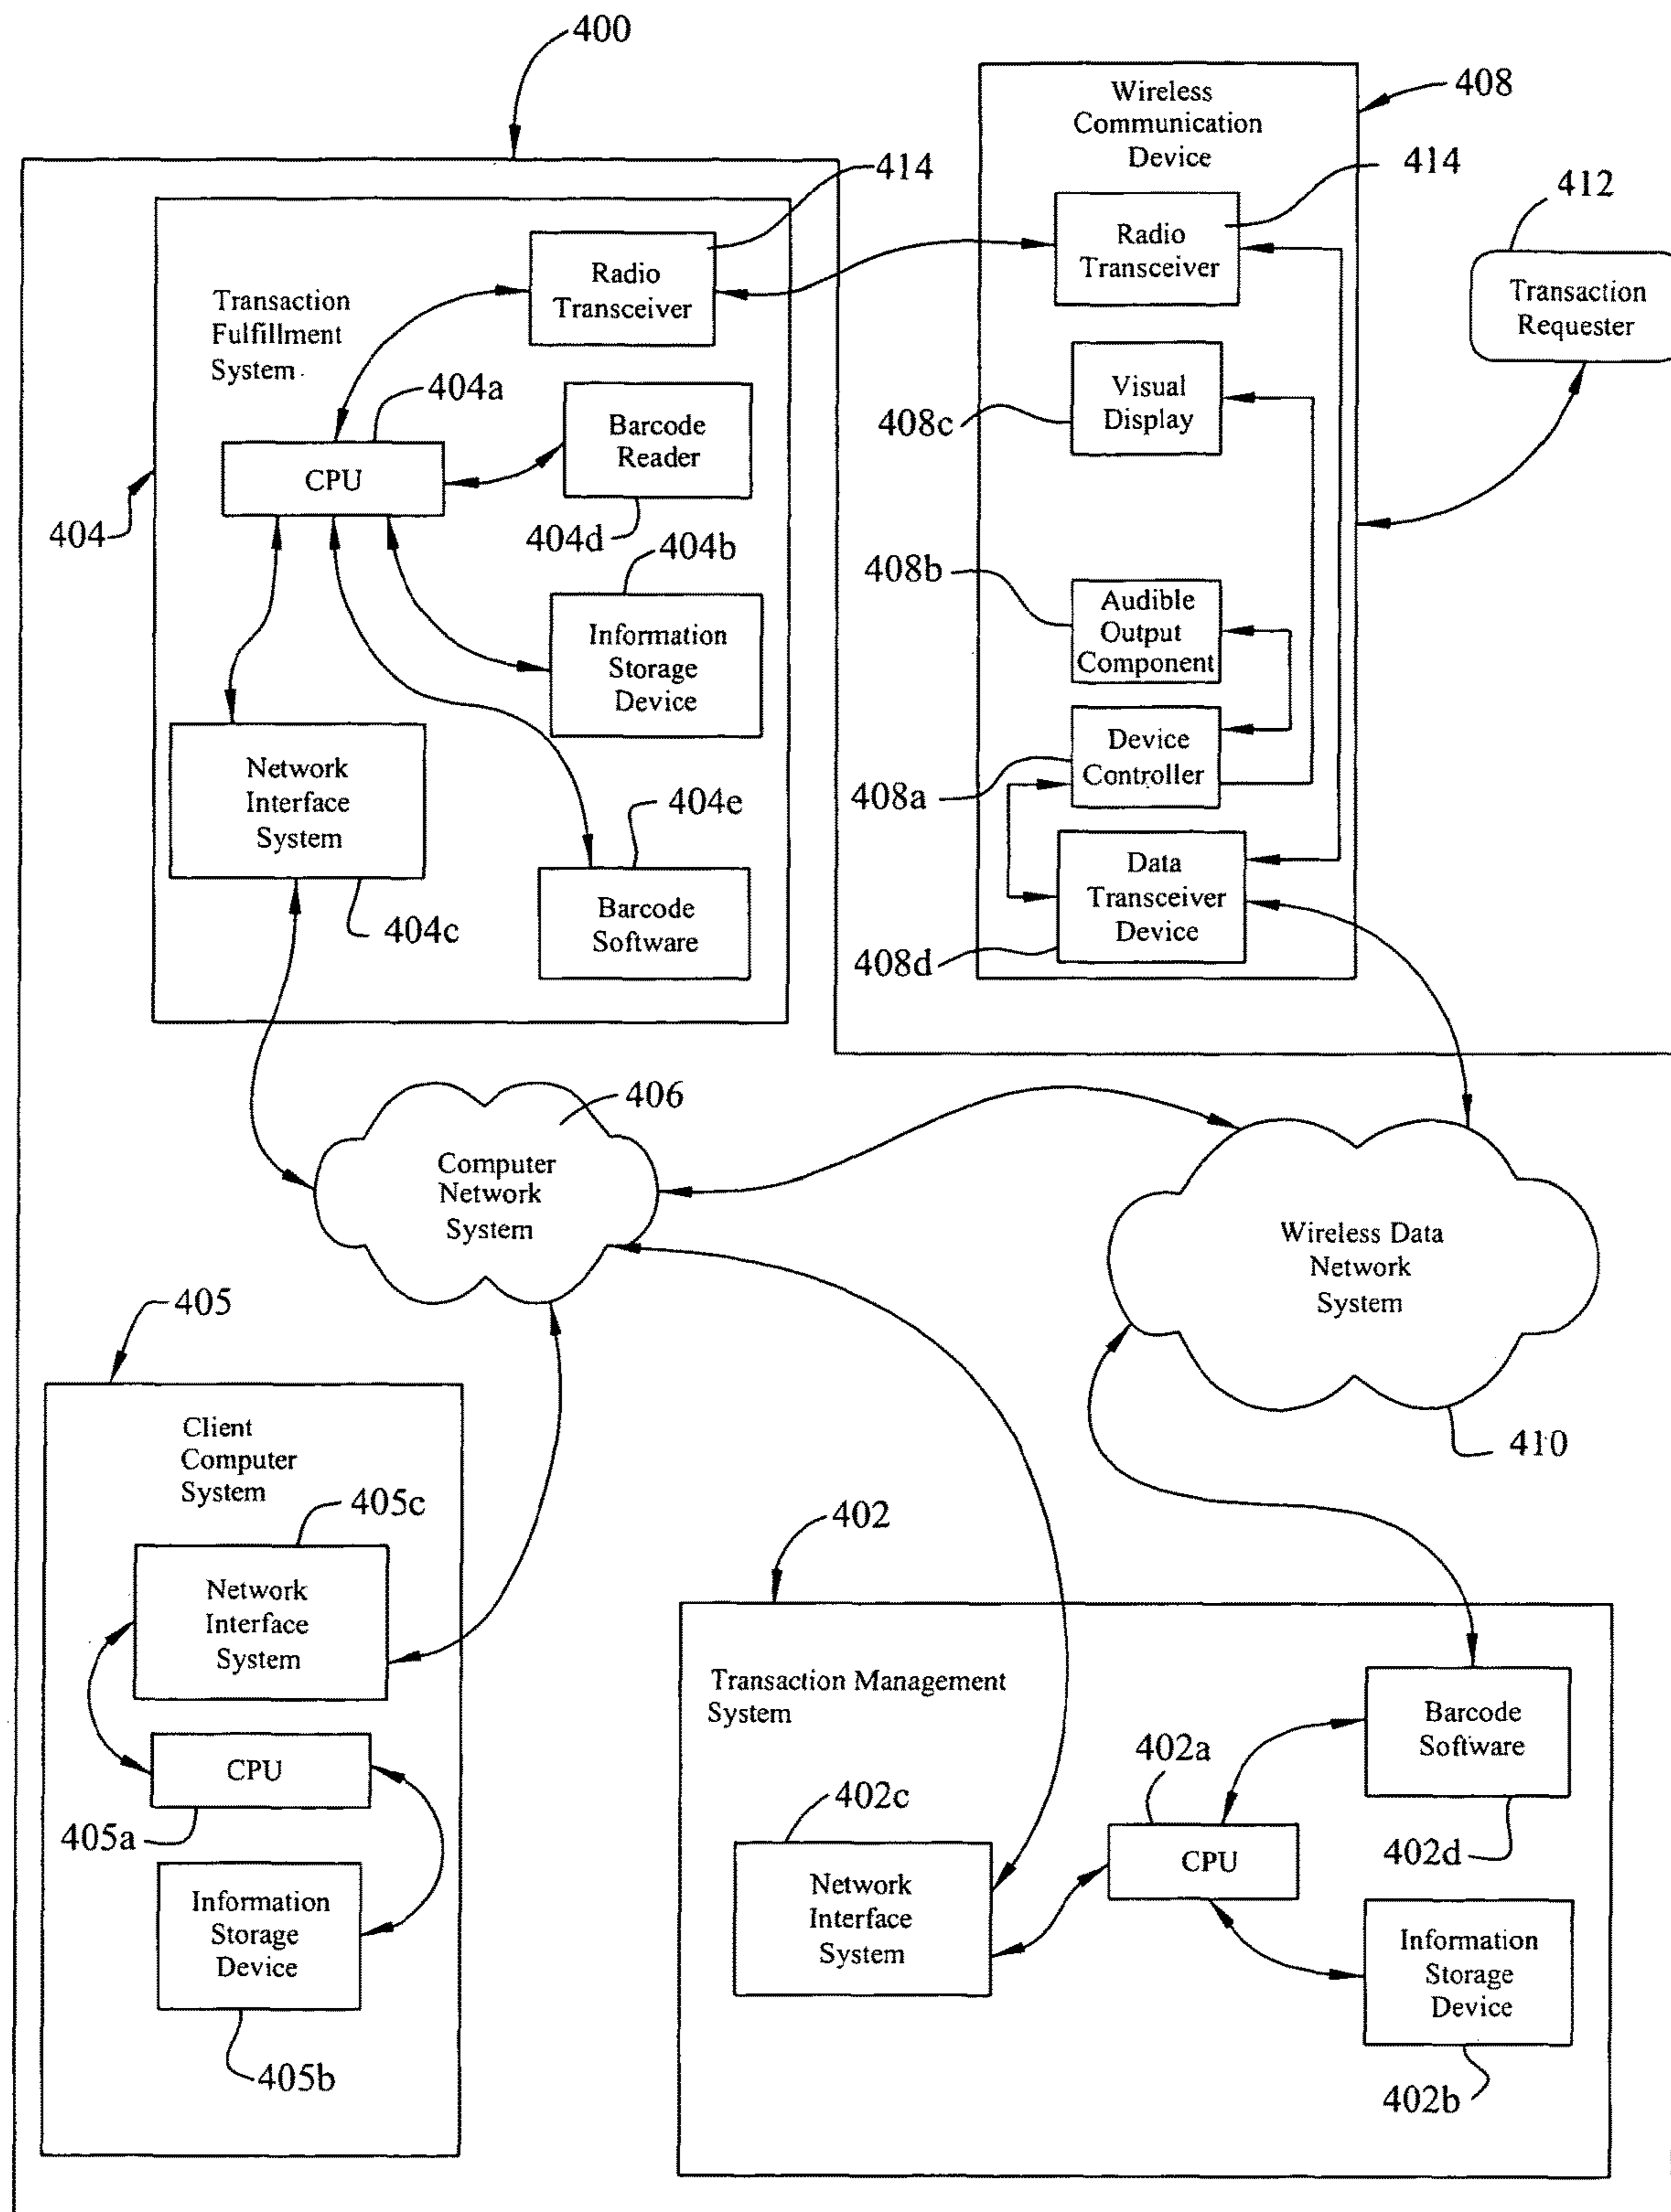 400
Wireless
Communication
Device
408
414
414
412
Radio
Transceiver
Radio
Transceiver
Transaction
Requester
Transaction
Fulfillment
System
404a
Barcode
Reader
Visual
Display
408c
CPU
404
404d
404b
408b
Audible
Output
Component
Information
Storage
Device
Network
Interface
System
Device
Controller
408a
404e
Data
Transceiver
Device
404c
Barcode
Software
408d
406
Computer
Network
System
Wireless Data
Network
System
405
410
Client
Computer
System
405c
402
Network
Interface
System
Transaction Management
System
Barcode
Software
402a
CPU
402c
405a
402d
CPU
Information
Storage
Device
Network
Interface
System
Information
Storage
Device
405b
402b